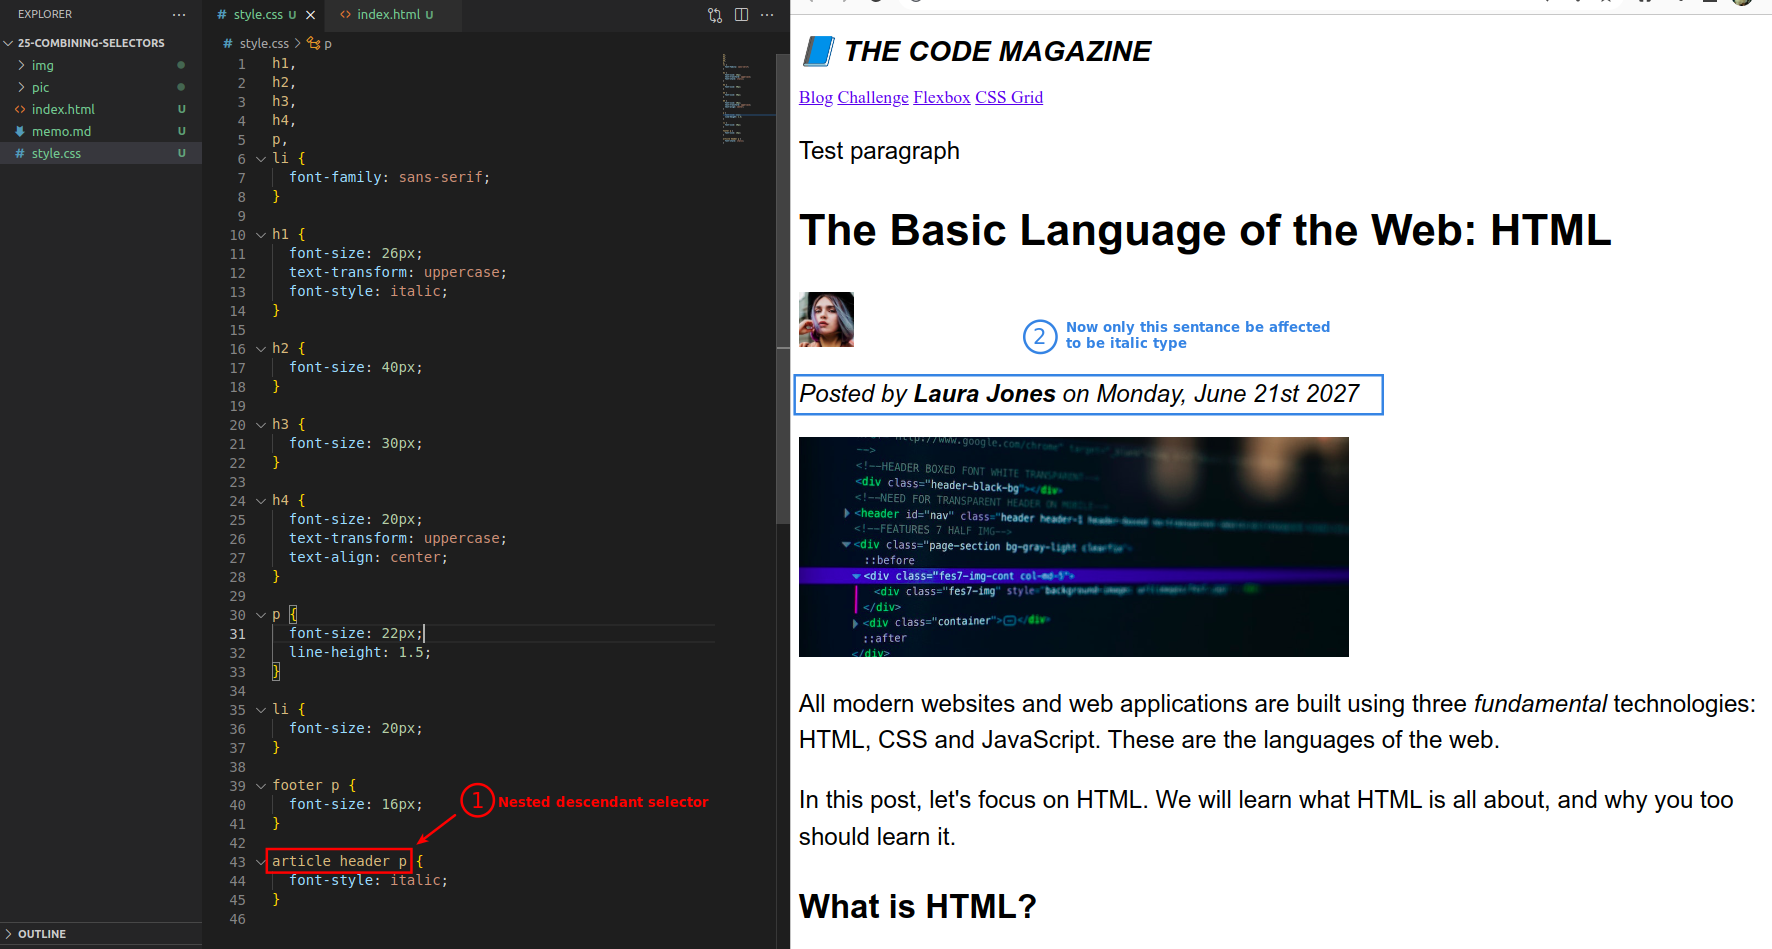 EXPLORER
25-COMBINING-SELECTORS
img
pic
index.html U
memo.md U
style.css U
OUTLINE
# style.css U
<> index.html U
# style.css > p
1 h1,
2 h2,
3 h3,
4 h4,
5 p,
6 li {
7 font-family: sans-serif;
8 }
9
10 h1 {
11 font-size: 26px;
12 text-transform: uppercase;
13 font-style: italic;
14 }
15
16 h2 {
17 font-size: 40px;
18 }
19
20 h3 {
21 font-size: 30px;
22 }
23
24 h4 {
25 font-size: 20px;
26 text-transform: uppercase;
27 text-align: center;
28 }
29
30 p {
31 font-size: 22px;
32 line-height: 1.5;
33 }
34
35 li {
36 font-size: 20px;
37 }
38
39 footer p {
40 font-size: 16px;
41 }
42
43 article header p {
44 font-style: italic;
45 }
46
1 Nested descendant selector
THE CODE MAGAZINE
Blog Challenge Flexbox CSS Grid
Test paragraph
The Basic Language of the Web: HTML
2 Now only this sentance be affected
to be italic type
Posted by Laura Jones on Monday, June 21st 2027
http://www.google.com/chrome"
-->
<!--HEADER BOXED FONT WHITE TRANSPARENT-->
<div class="header-black-bg"></div>
<!--NEED FOR TRANSPARENT HEADER ON MOBILE-->
<header id="nav" class="header header-1
<!--FEATURES 7 HALF IMG-->
<div class="page-section bg-gray-light clearfix">
::before
<div class="fes7-img-cont col-md-5">
<div class="fes7-img" style="background-image:
</div>
<div class="container"></div>
::after
</div>
All modern websites and web applications are built using three fundamental technologies:
HTML, CSS and JavaScript. These are the languages of the web.
In this post, let's focus on HTML. We will learn what HTML is all about, and why you too
should learn it.
What is HTML?